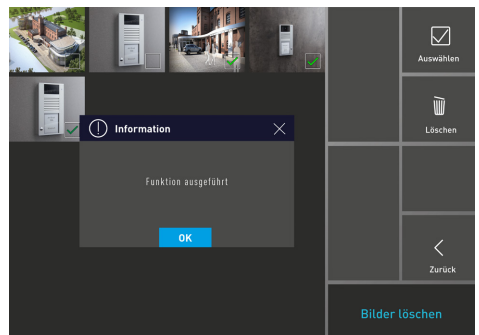 Auswählen
Löschen
Information
Funktion ausgeführt
OK
Zurück
Bilder löschen